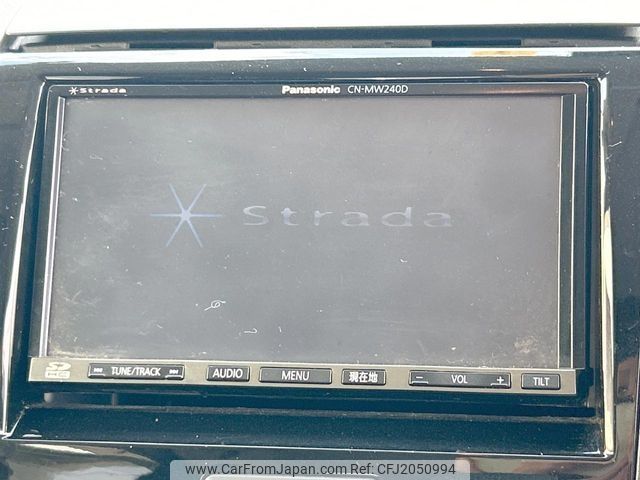 Strada
Panasonic CN-MW240D
Strada
SD HC
TUNE/TRACK
AUDIO
MENU
現在地
− VOL +
TILT
www.CarFromJapan.com | CFJ2050994